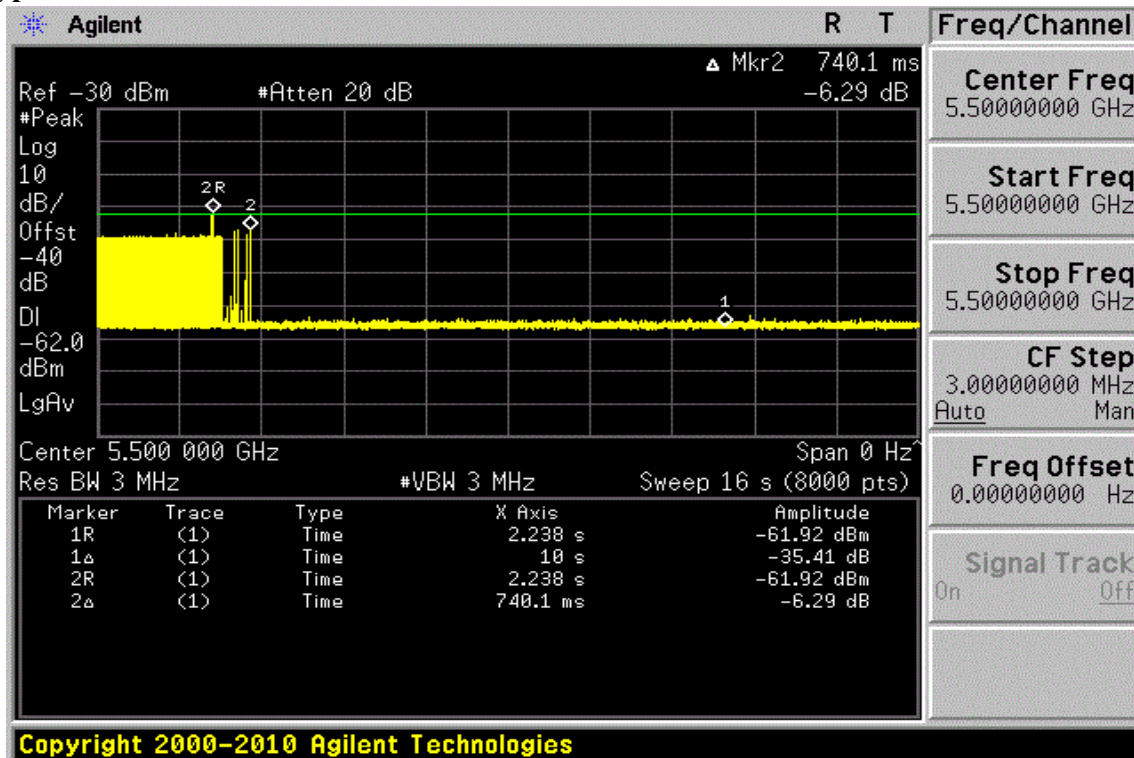 Agilent R T Freq/Channel
▵ Mkr2 740.1 ms
Ref -30 dBm #Atten 20 dB -6.29 dB
#Peak
Log
10
dB/
Offst
-40
dB
DI
-62.0
dBm
LgAv
2R
2
1
Center 5.500 000 GHz Span 0 Hz^
Res BW 3 MHz #VBW 3 MHz Sweep 16 s (8000 pts)
Marker Trace Type X Axis Amplitude
1R (1) Time 2.238 s -61.92 dBm
1▵ (1) Time 10 s -35.41 dB
2R (1) Time 2.238 s -61.92 dBm
2▵ (1) Time 740.1 ms -6.29 dB
Center Freq
5.50000000 GHz
Start Freq
5.50000000 GHz
Stop Freq
5.50000000 GHz
CF Step
3.00000000 MHz
Auto Man
Freq Offset
0.00000000 Hz
Signal Track
On Off
Copyright 2000-2010 Agilent Technologies